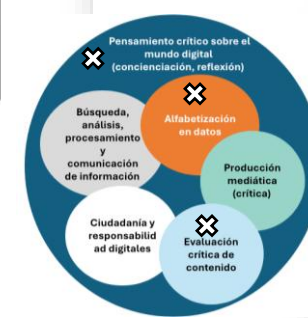 Pensamiento crítico sobre el
mundo digital
(concienciación, reflexión)
Búsqueda,
análisis,
procesamiento
y
comunicación
de información
Alfabetización
en datos
Producción
mediática
(crítica)
Ciudadanía y
responsabilid
ad digitales
Evaluación
crítica de
contenido